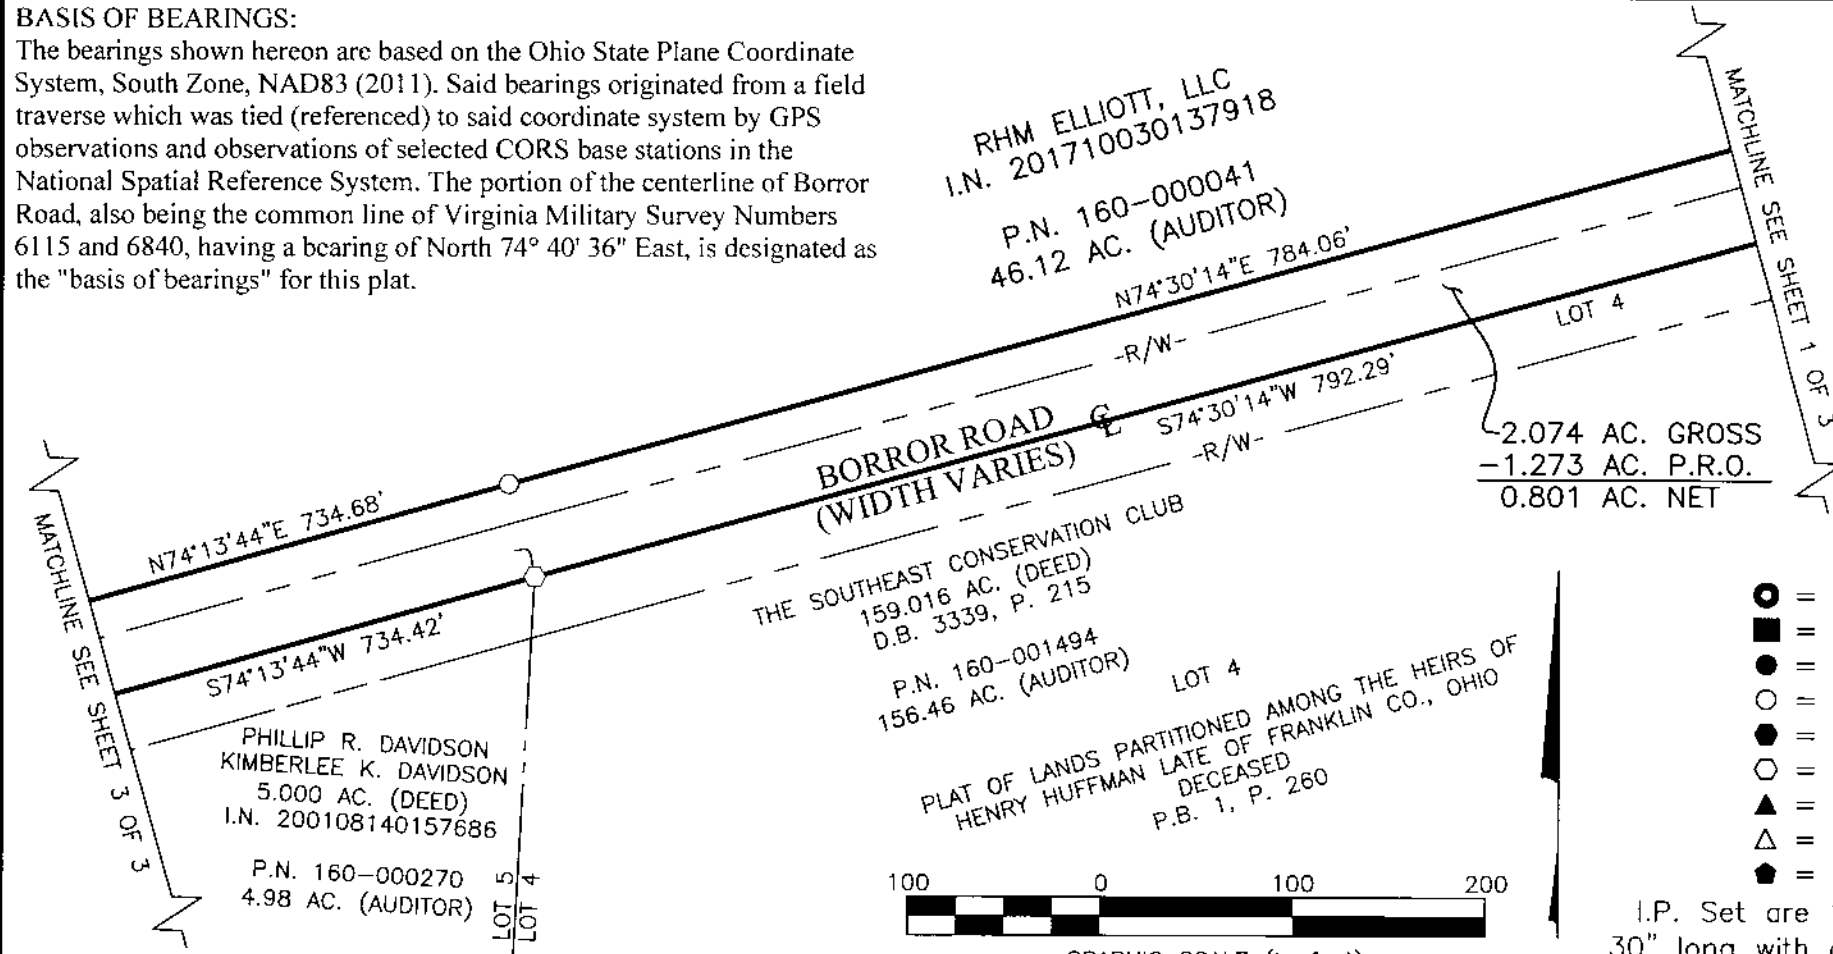 BASIS OF BEARINGS:
The bearings shown hereon are based on the Ohio State Plane Coordinate
System, South Zone, NAD83 (2011). Said bearings originated from a field
traverse which was tied (referenced) to said coordinate system by GPS
observations and observations of selected CORS base stations in the
National Spatial Reference System. The portion of the centerline of Borror
Road, also being the common line of Virginia Military Survey Numbers
6115 and 6840, having a bearing of North 74° 40' 36" East, is designated as
the "basis of bearings" for this plat.
RHM ELLIOTT, LLC
I.N. 201710030137918
P.N. 160-000041
46.12 AC. (AUDITOR)
N74°30'14"E 784.06'
-R/W-
MATCHLINE SEE SHEET 1 OF 3
LOT 4
S74°30'14"W 792.29'
-R/W-
BORROR ROAD ℄
(WIDTH VARIES)
2.074 AC. GROSS
-1.273 AC. P.R.O.
0.801 AC. NET
N74°13'44"E 734.68'
S74°13'44"W 734.42'
MATCHLINE SEE SHEET 3 OF 3
THE SOUTHEAST CONSERVATION CLUB
159.016 AC. (DEED)
D.B. 3339, P. 215
P.N. 160-001494
156.46 AC. (AUDITOR)
LOT 4
PLAT OF LANDS PARTITIONED AMONG THE HEIRS OF
HENRY HUFFMAN LATE OF FRANKLIN CO., OHIO
DECEASED
P.B. 1, P. 260
PHILLIP R. DAVIDSON
KIMBERLEE K. DAVIDSON
5.000 AC. (DEED)
I.N. 200108140157686
P.N. 160-000270
4.98 AC. (AUDITOR)
LOT 5
LOT 4
100 0 100 200
=
=
=
=
=
=
=
=
=
I.P. Set are
30" long with